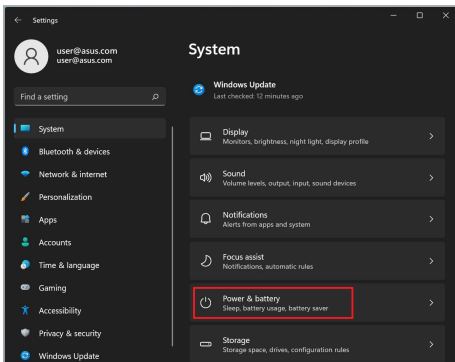 Settings
user@asus.com
user@asus.com
Find a setting
System
Bluetooth & devices
Network & internet
Personalization
Apps
Accounts
Time & language
Gaming
Accessibility
Privacy & security
Windows Update
System
Windows Update
Last checked: 12 minutes ago
Display
Monitors, brightness, night light, display profile
Sound
Volume levels, output, input, sound devices
Notifications
Alerts from apps and system
Focus assist
Notifications, automatic rules
Power & battery
Sleep, battery usage, battery saver
Storage
Storage space, drives, configuration rules